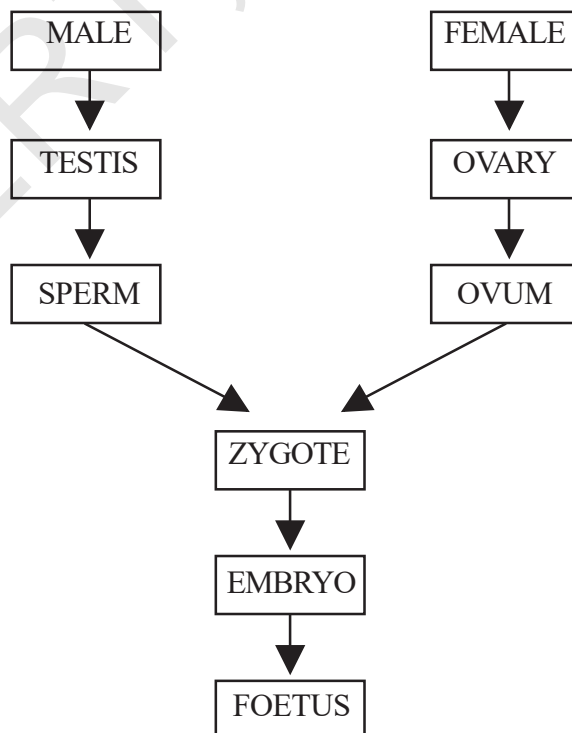 MALE
FEMALE
TESTIS
OVARY
SPERM
OVUM
ZYGOTE
EMBRYO
FOETUS